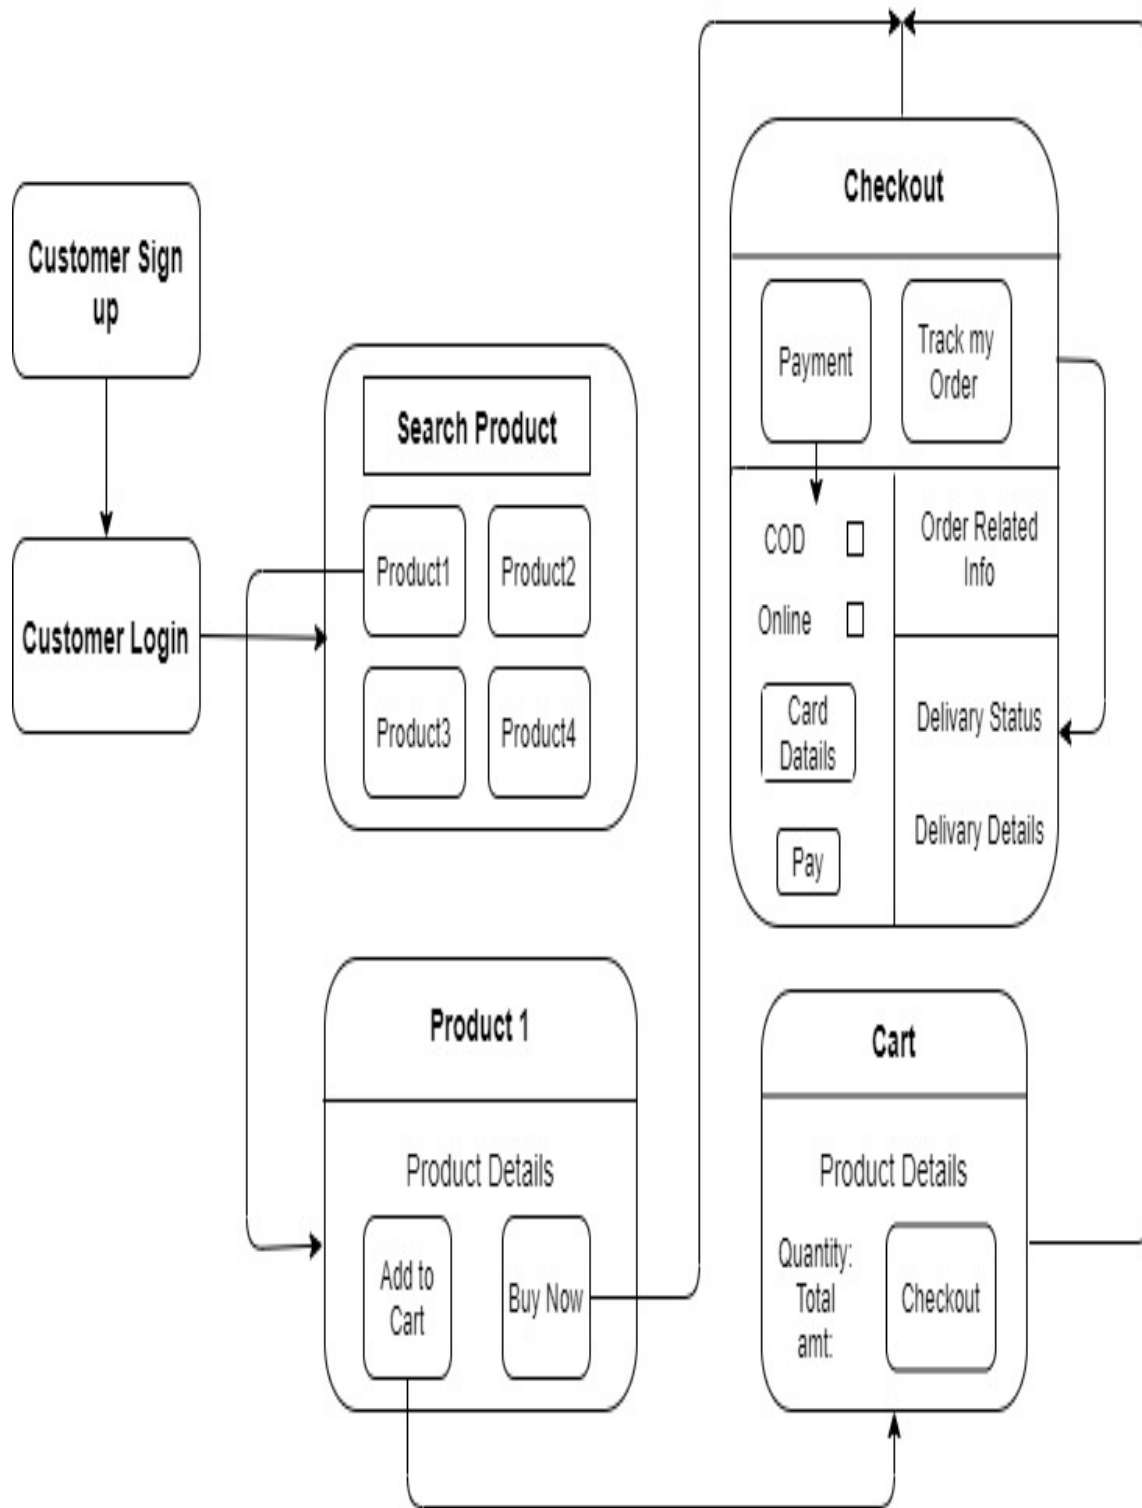 Customer Sign
up
Customer Login
Search Product
Product1
Product2
Product3
Product4
Product 1
Product Details
Add to
Cart
Buy Now
Checkout
Payment
Track my
Order
COD
Online
Card
Datails
Pay
Order Related
Info
Delivary Status
Delivary Details
Cart
Product Details
Quantity:
Total
amt:
Checkout